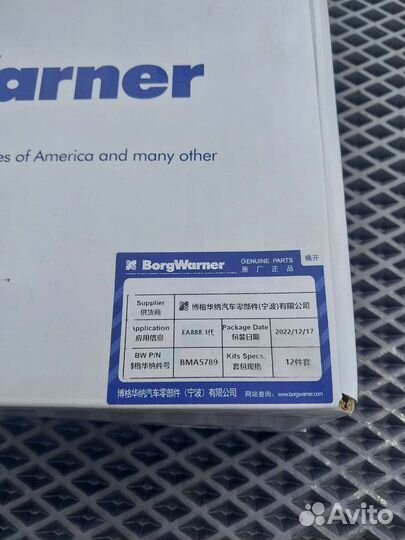 Warner
es of America and many other
BorgWarner
GENUINE PARTS
原 厂 正 品
揭开
Supplier
供货商
博格华纳汽车零部件(宁波)有限公司
Application
应用信息
EA888 3代
Package Date
包装日期
2022/12/17
BW P/N
博格华纳件号
BMA5789
Kits Specs.
套包规格
12件套
博格华纳汽车零部件（宁波）有限公司
网站查询：www.borgwarner.com
Avito